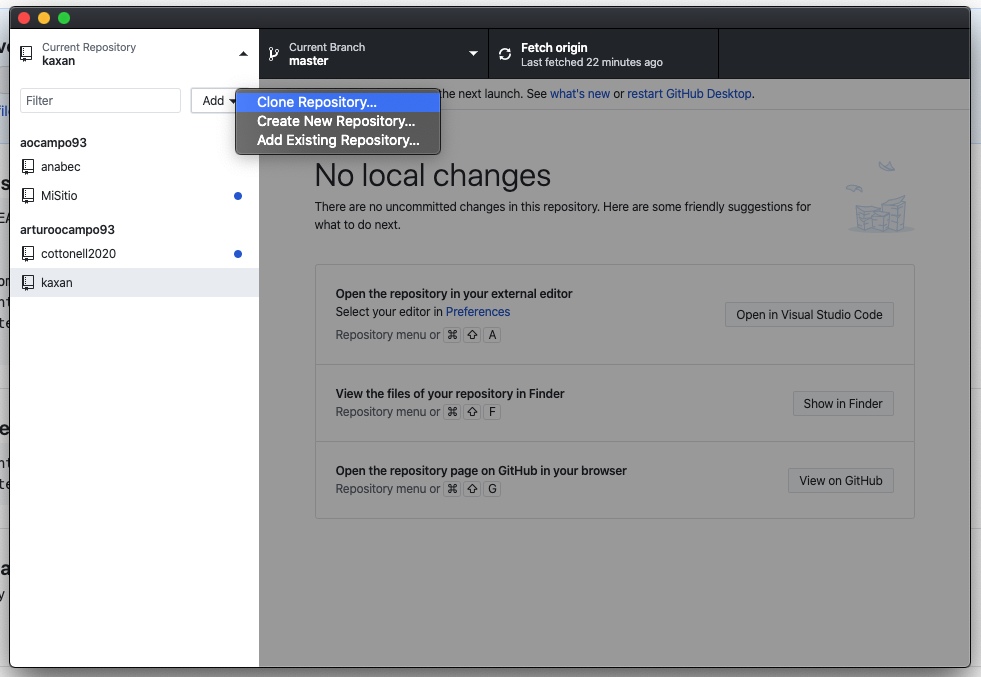 Current Repository
kaxan
Current Branch
master
Fetch origin
Last fetched 22 minutes ago
Filter
Add
Clone Repository...
Create New Repository...
Add Existing Repository...
the next launch. See what's new or restart GitHub Desktop.
aocampo93
anabec
MiSitio
arturoocampo93
cottonell2020
kaxan
No local changes
There are no uncommitted changes in this repository. Here are some friendly suggestions for
what to do next.
Open the repository in your external editor
Select your editor in Preferences
Repository menu or ⌘ ⇧ A
Open in Visual Studio Code
View the files of your repository in Finder
Repository menu or ⌘ ⇧ F
Show in Finder
Open the repository page on GitHub in your browser
Repository menu or ⌘ ⇧ G
View on GitHub